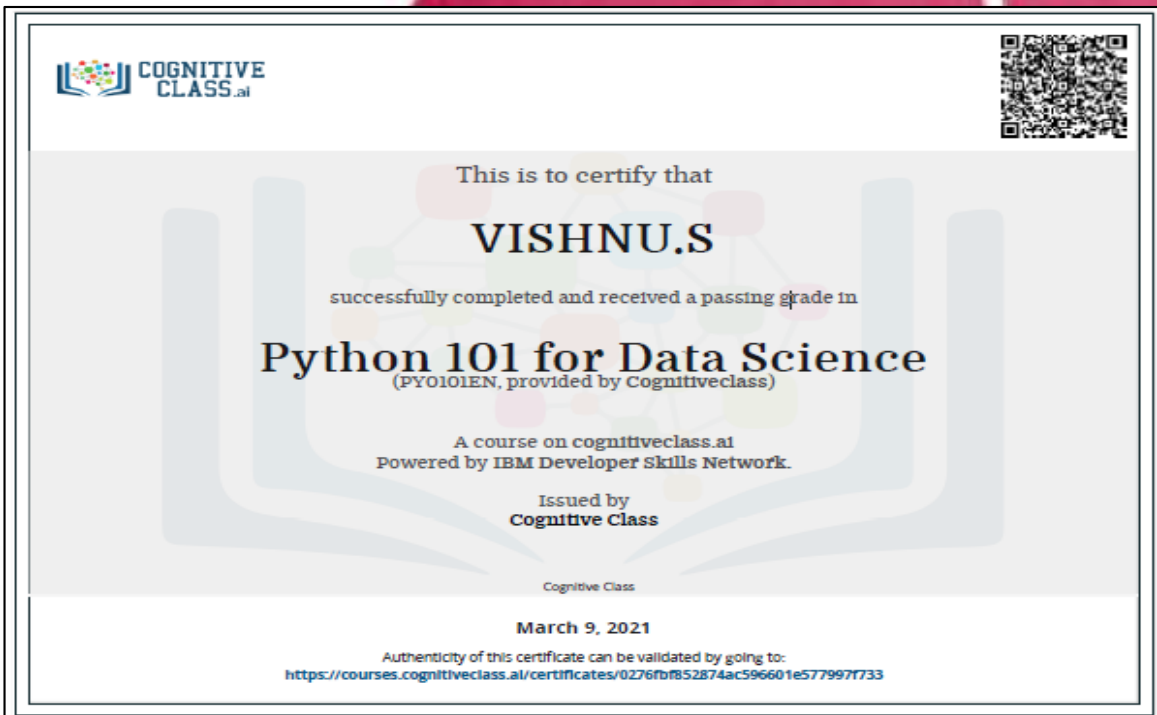 COGNITIVE
CLASS.ai
This is to certify that
VISHNU.S
successfully completed and received a passing grade in
Python 101 for Data Science
(PY0101EN, provided by Cognitiveclass)
A course on cognitiveclass.ai
Powered by IBM Developer Skills Network.
Issued by
Cognitive Class
Cognitive Class
March 9, 2021
Authenticity of this certificate can be validated by going to:
https://courses.cognitiveclass.ai/certificates/0276fbf852874ac596601e577997f733